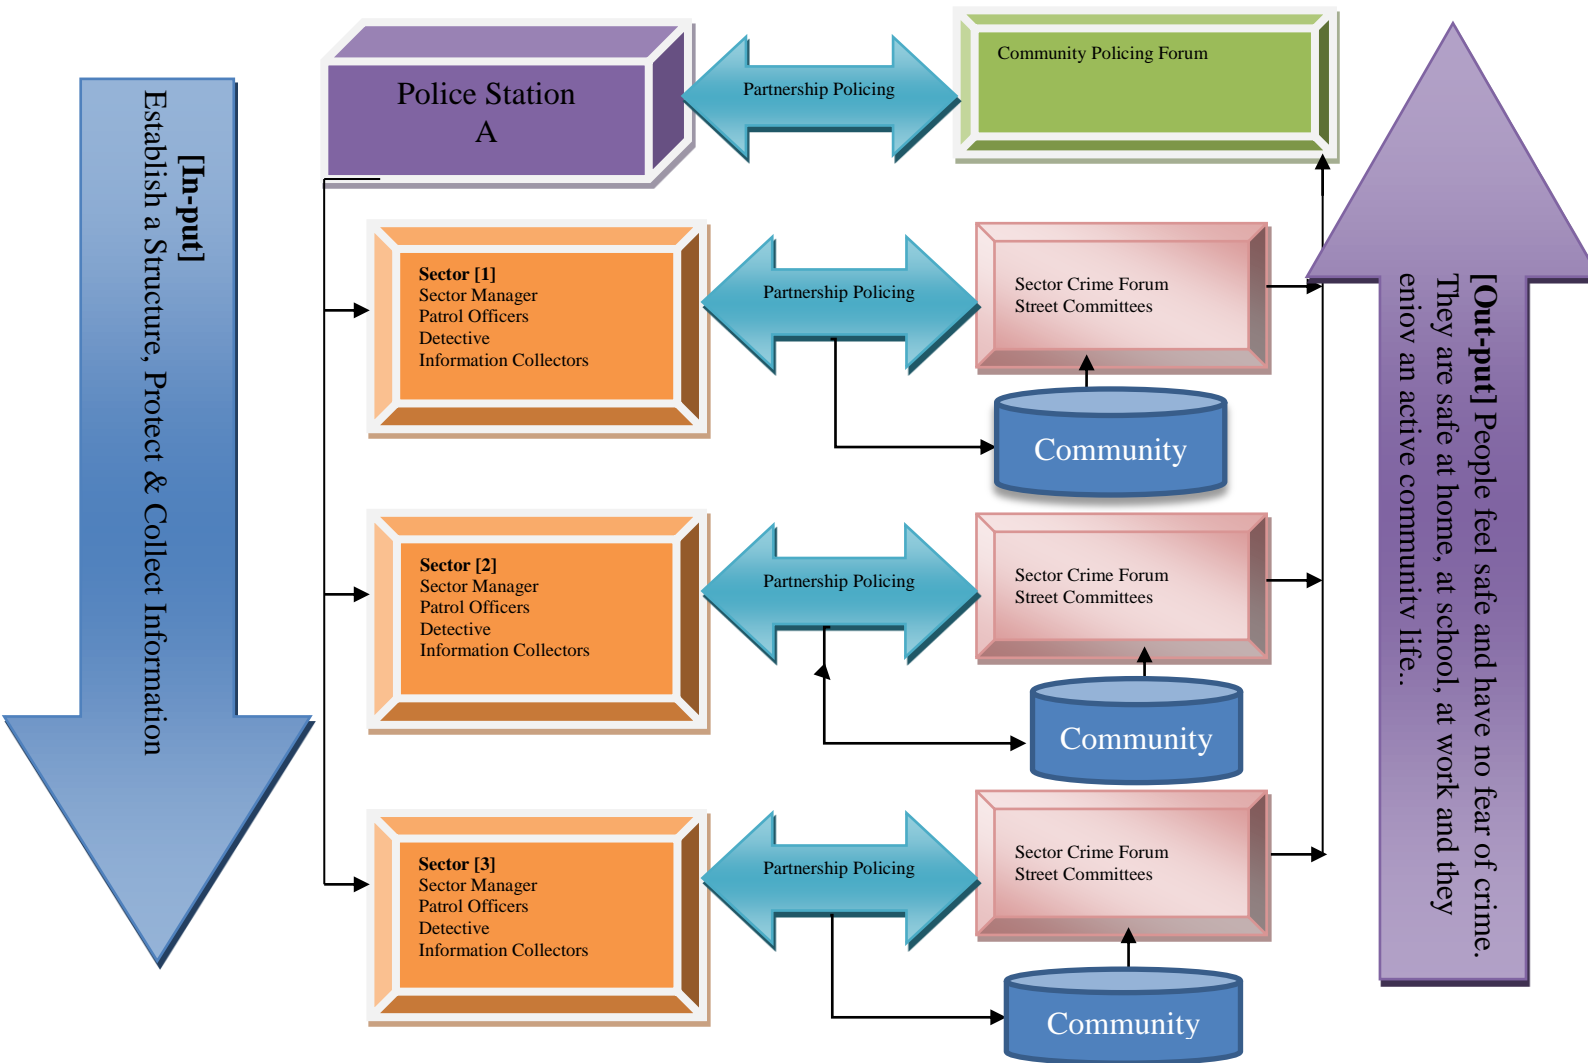 [In-put]
Establish a Structure, Protect & Collect Information
Police Station
A
Partnership Policing
Community Policing Forum
Sector [1]
Sector Manager
Patrol Officers
Detective
Information Collectors
Partnership Policing
Sector Crime Forum
Street Committees
Community
Sector [2]
Sector Manager
Patrol Officers
Detective
Information Collectors
Partnership Policing
Sector Crime Forum
Street Committees
Community
Sector [3]
Sector Manager
Patrol Officers
Detective
Information Collectors
Partnership Policing
Sector Crime Forum
Street Committees
Community
[Out-put] People feel safe and have no fear of crime.
They are safe at home, at school, at work and they
enjoy an active community life..